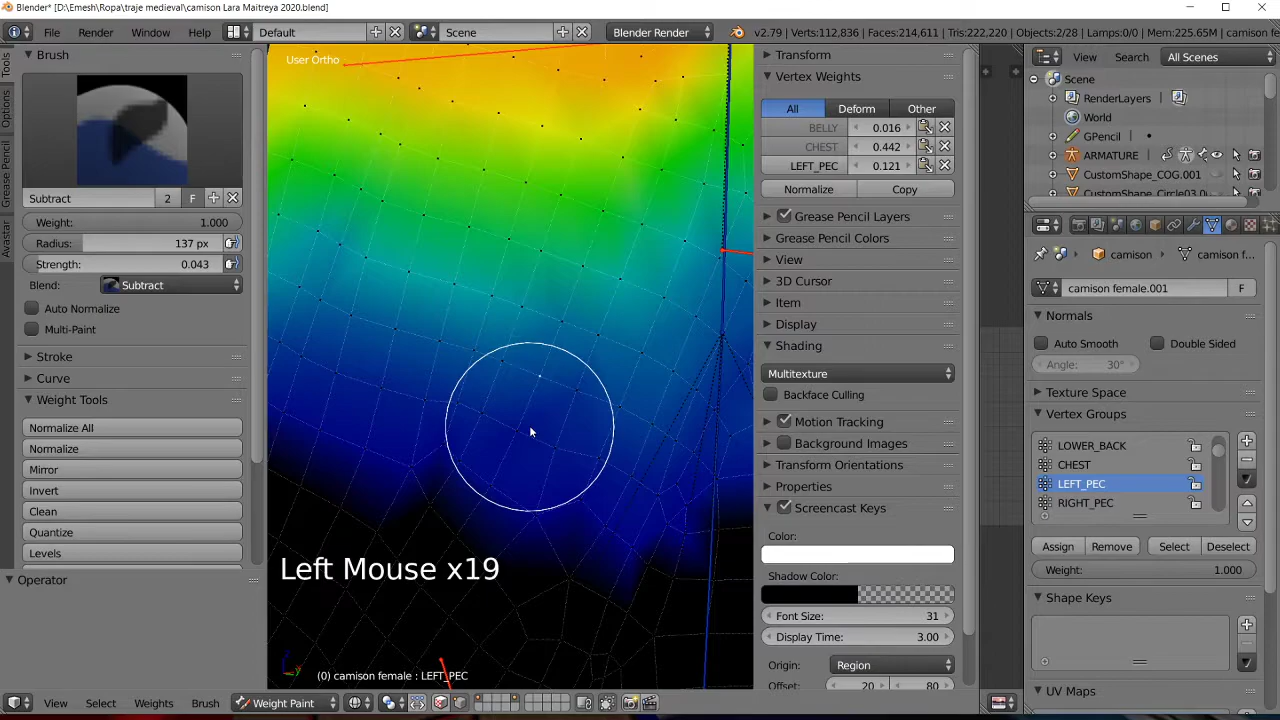 Blender* [D:\Emesh\Ropa\traje medieval\camison Lara Maitreya 2020.blend]
File Render Window Help Default Scene Blender Render v2.79 | Verts:112,836 | Faces:214,611 | Tris:222,220 | Objects:2/28 | Lamps:0/0 | Mem:225.65M | camison fe
Tools
Options
Grease Pencil
Avastar
Brush
Subtract 2 F
Weight: 1.000
Radius: 137 px
Strength: 0.043
Blend: Subtract
Auto Normalize
Multi-Paint
Stroke
Curve
Weight Tools
Normalize All
Normalize
Mirror
Invert
Clean
Quantize
Levels
Operator
User Ortho
Left Mouse x19
(0) camison female : LEFT_PEC
View Select Weights Brush Weight Paint
Transform
Vertex Weights
All Deform Other
BELLY 0.016
CHEST 0.442
LEFT_PEC 0.121
Normalize Copy
Grease Pencil Layers
Grease Pencil Colors
View
3D Cursor
Item
Display
Shading
Multitexture
Backface Culling
Motion Tracking
Background Images
Transform Orientations
Properties
Screencast Keys
Color:
Shadow Color:
Font Size: 31
Display Time: 3.00
Origin: Region
Offset: 20 80
View Search All Scenes
Scene
RenderLayers
World
GPencil
ARMATURE
CustomShape_COG.001
CustomShape_Circle03.0
camison camison f...
camison female.001 F
Normals
Auto Smooth Double Sided
Angle: 30°
Texture Space
Vertex Groups
LOWER_BACK
CHEST
LEFT_PEC
RIGHT_PEC
Assign Remove Select Deselect
Weight: 1.000
Shape Keys
UV Maps